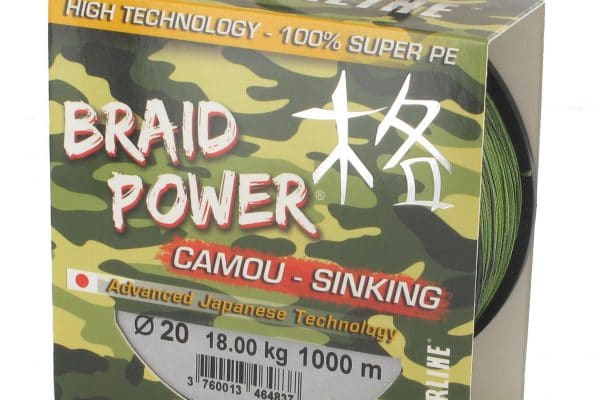 HIGH TECHNOLOGY - 100% SUPER PE
BRAID
POWER®
格
CAMOU - SINKING
Advanced Japanese Technology
Ø 20 18.00 kg 1000 m
3 760013 464837